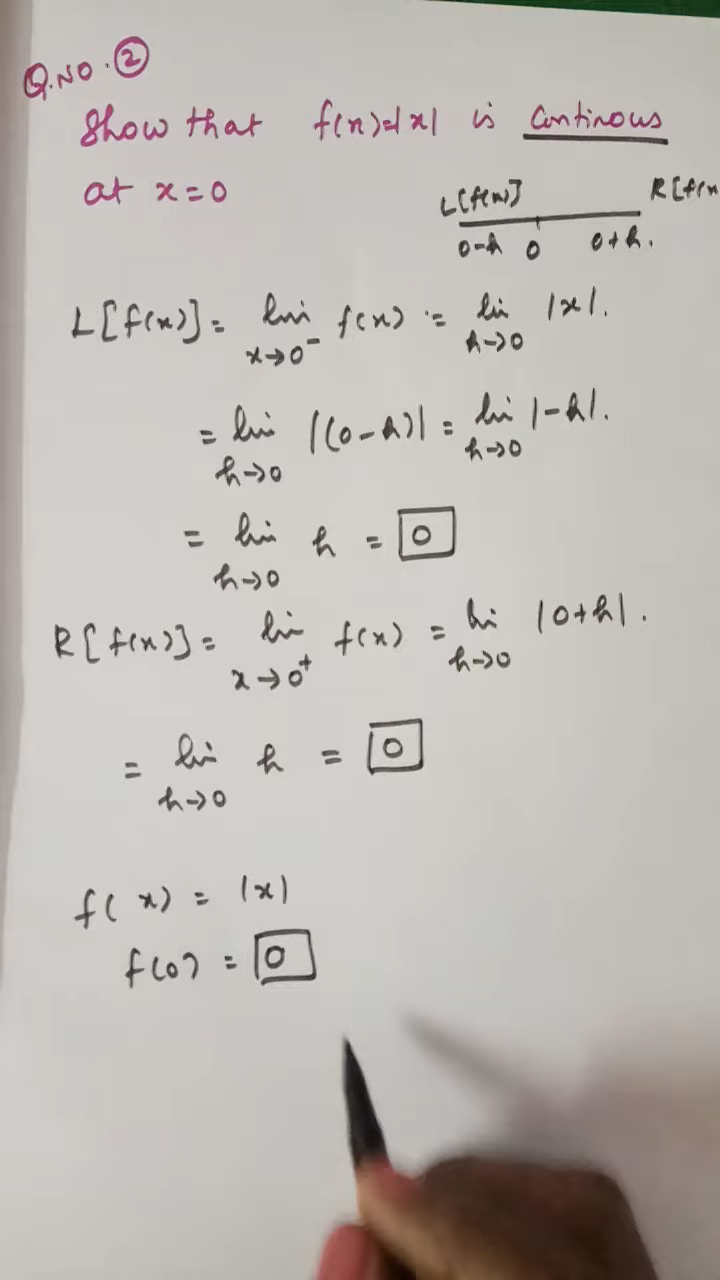 Q.NO. ②
Show that f(x)=|x| is Continous
at x=0
L[f(x)] R[f(x
0-h 0 0+h.
L[f(x)] = lim x→0⁻ f(x) = lim h→0 |x|.
= lim h→0 |(0-h)| = lim h→0 |-h|.
= lim h→0 h = 0
R[f(x)] = lim x→0⁺ f(x) = lim h→0 |0+h|.
= lim h→0 h = 0
f(x) = |x|
f(0) = 0